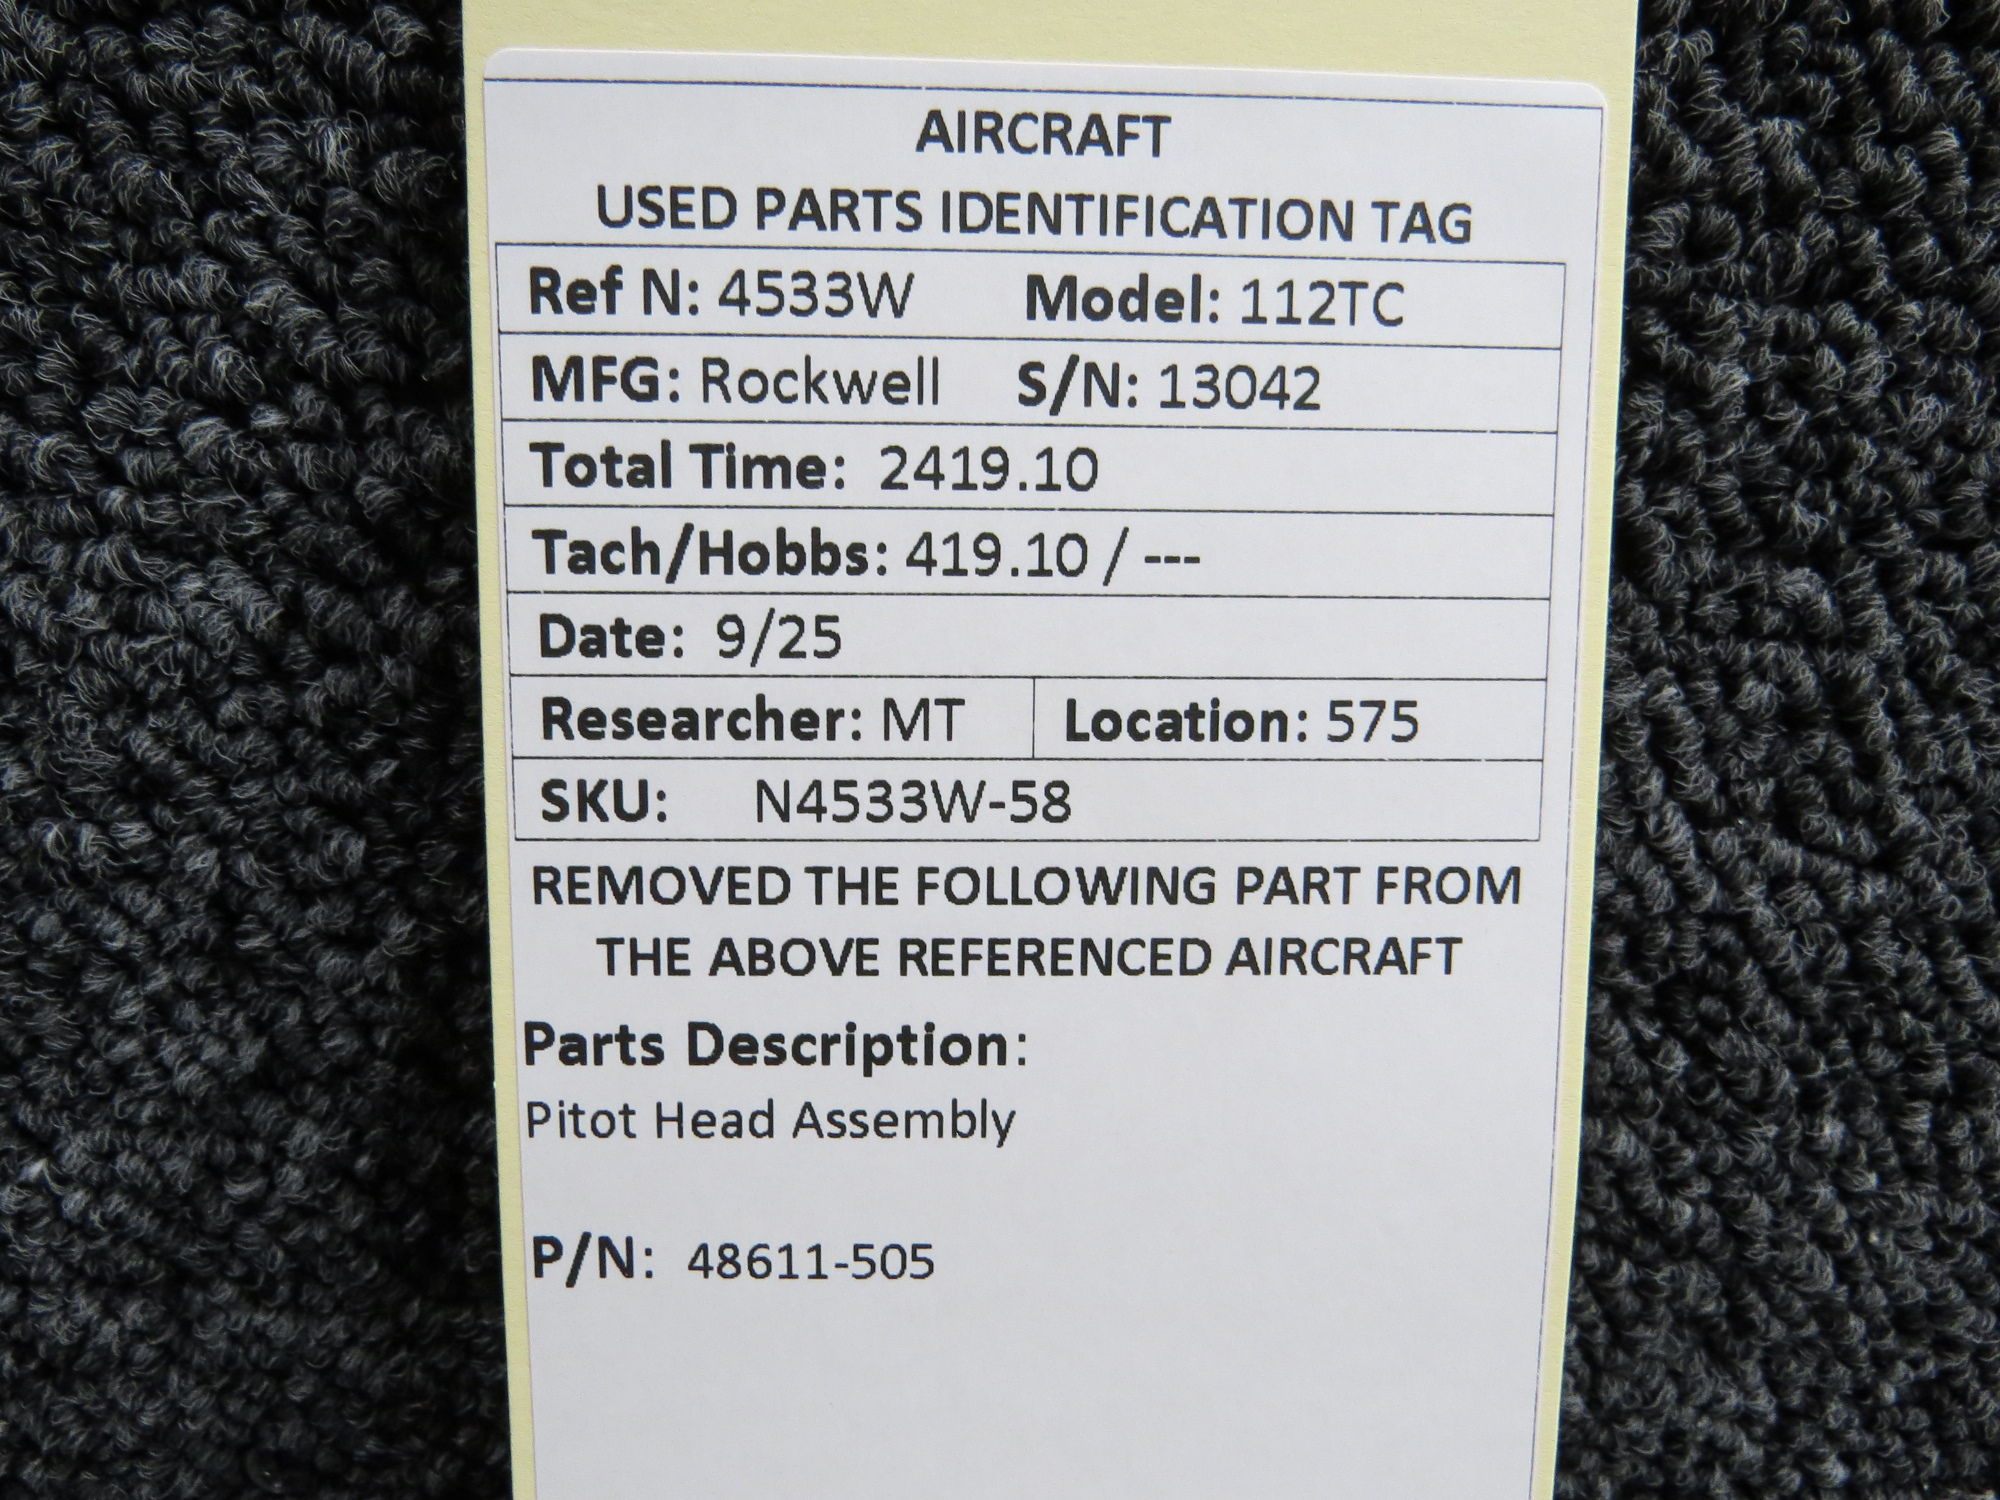 AIRCRAFT
USED PARTS IDENTIFICATION TAG
Ref N: 4533W Model: 112TC
MFG: Rockwell S/N: 13042
Total Time: 2419.10
Tach/Hobbs: 419.10 / ---
Date: 9/25
Researcher: MT Location: 575
SKU: N4533W-58
REMOVED THE FOLLOWING PART FROM
THE ABOVE REFERENCED AIRCRAFT
Parts Description:
Pitot Head Assembly
P/N: 48611-505